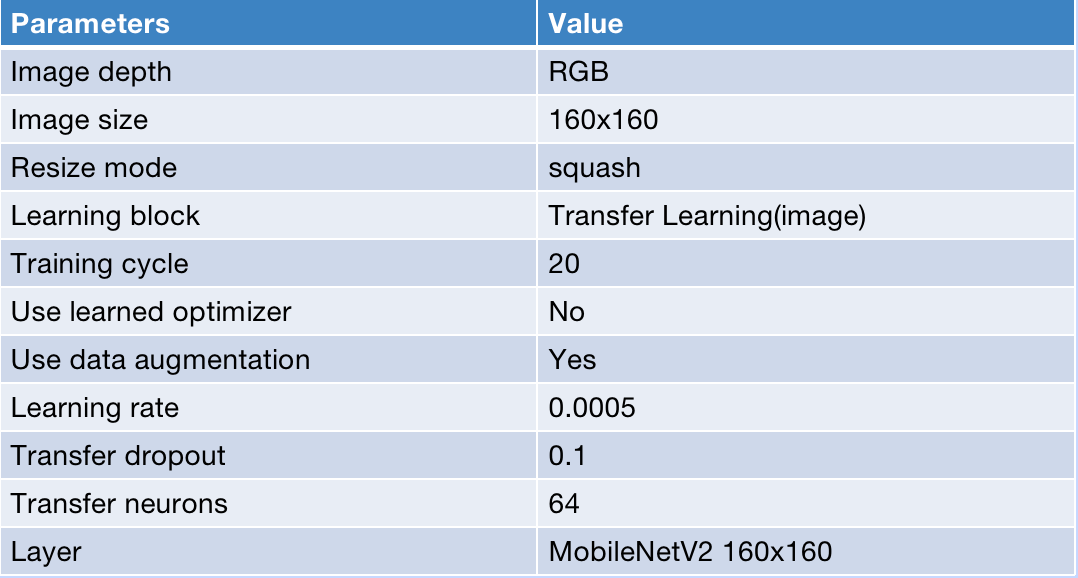 Parameters Value
Image depth RGB
Image size 160x160
Resize mode squash
Learning block Transfer Learning(image)
Training cycle 20
Use learned optimizer No
Use data augmentation Yes
Learning rate 0.0005
Transfer dropout 0.1
Transfer neurons 64
Layer MobileNetV2 160x160